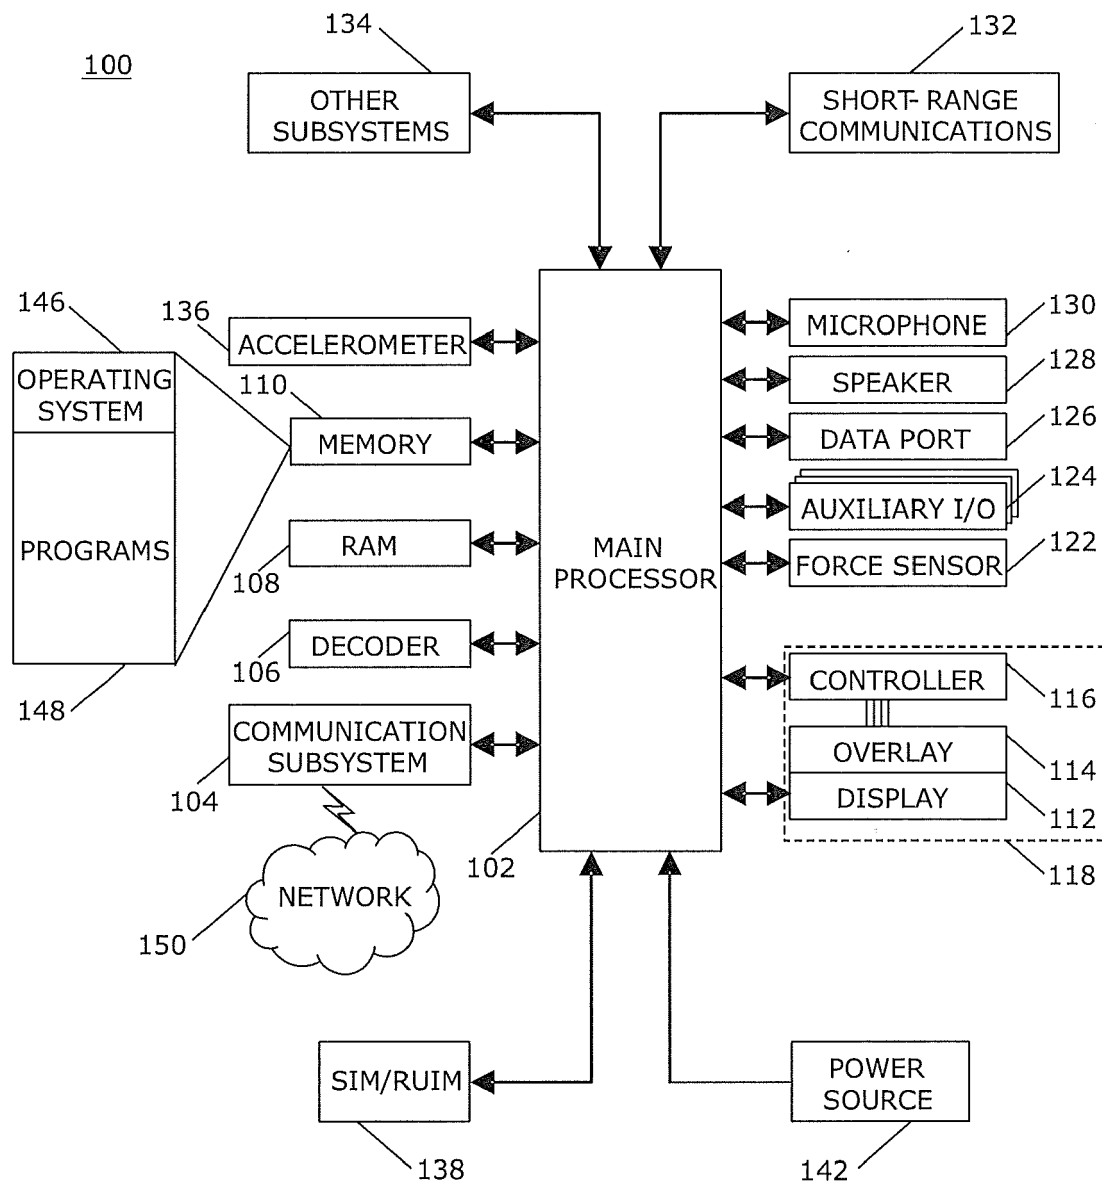 134
132
100
OTHER
SUBSYSTEMS
SHORT-RANGE
COMMUNICATIONS
146
136
ACCELEROMETER
MICROPHONE
130
OPERATING
SYSTEM
110
MEMORY
SPEAKER
128
DATA PORT
126
PROGRAMS
RAM
108
MAIN
PROCESSOR
AUXILIARY I/O
124
FORCE SENSOR
122
DECODER
106
CONTROLLER
116
148
COMMUNICATION
SUBSYSTEM
104
OVERLAY
114
DISPLAY
112
102
118
NETWORK
150
SIM/RUIM
138
POWER
SOURCE
142